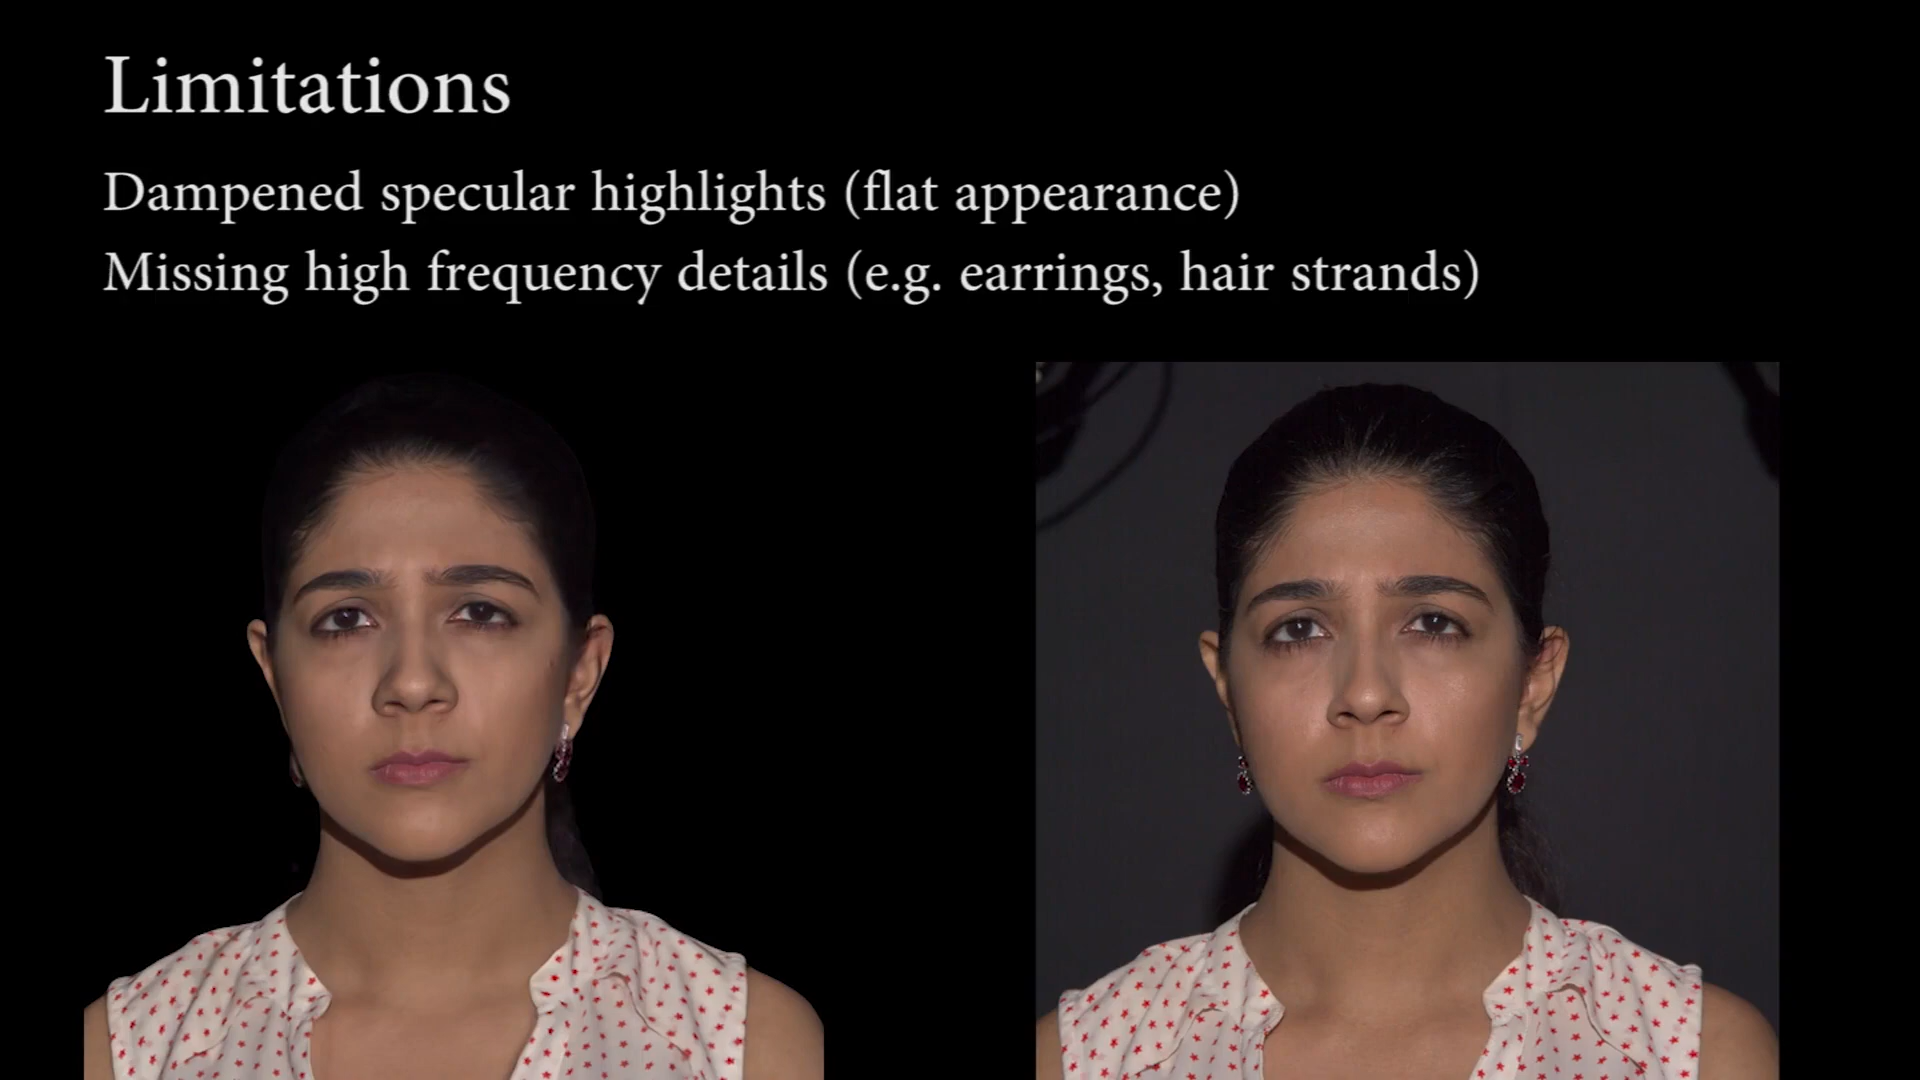 Limitations
Dampened specular highlights (flat appearance)
Missing high frequency details (e.g. earrings, hair strands)